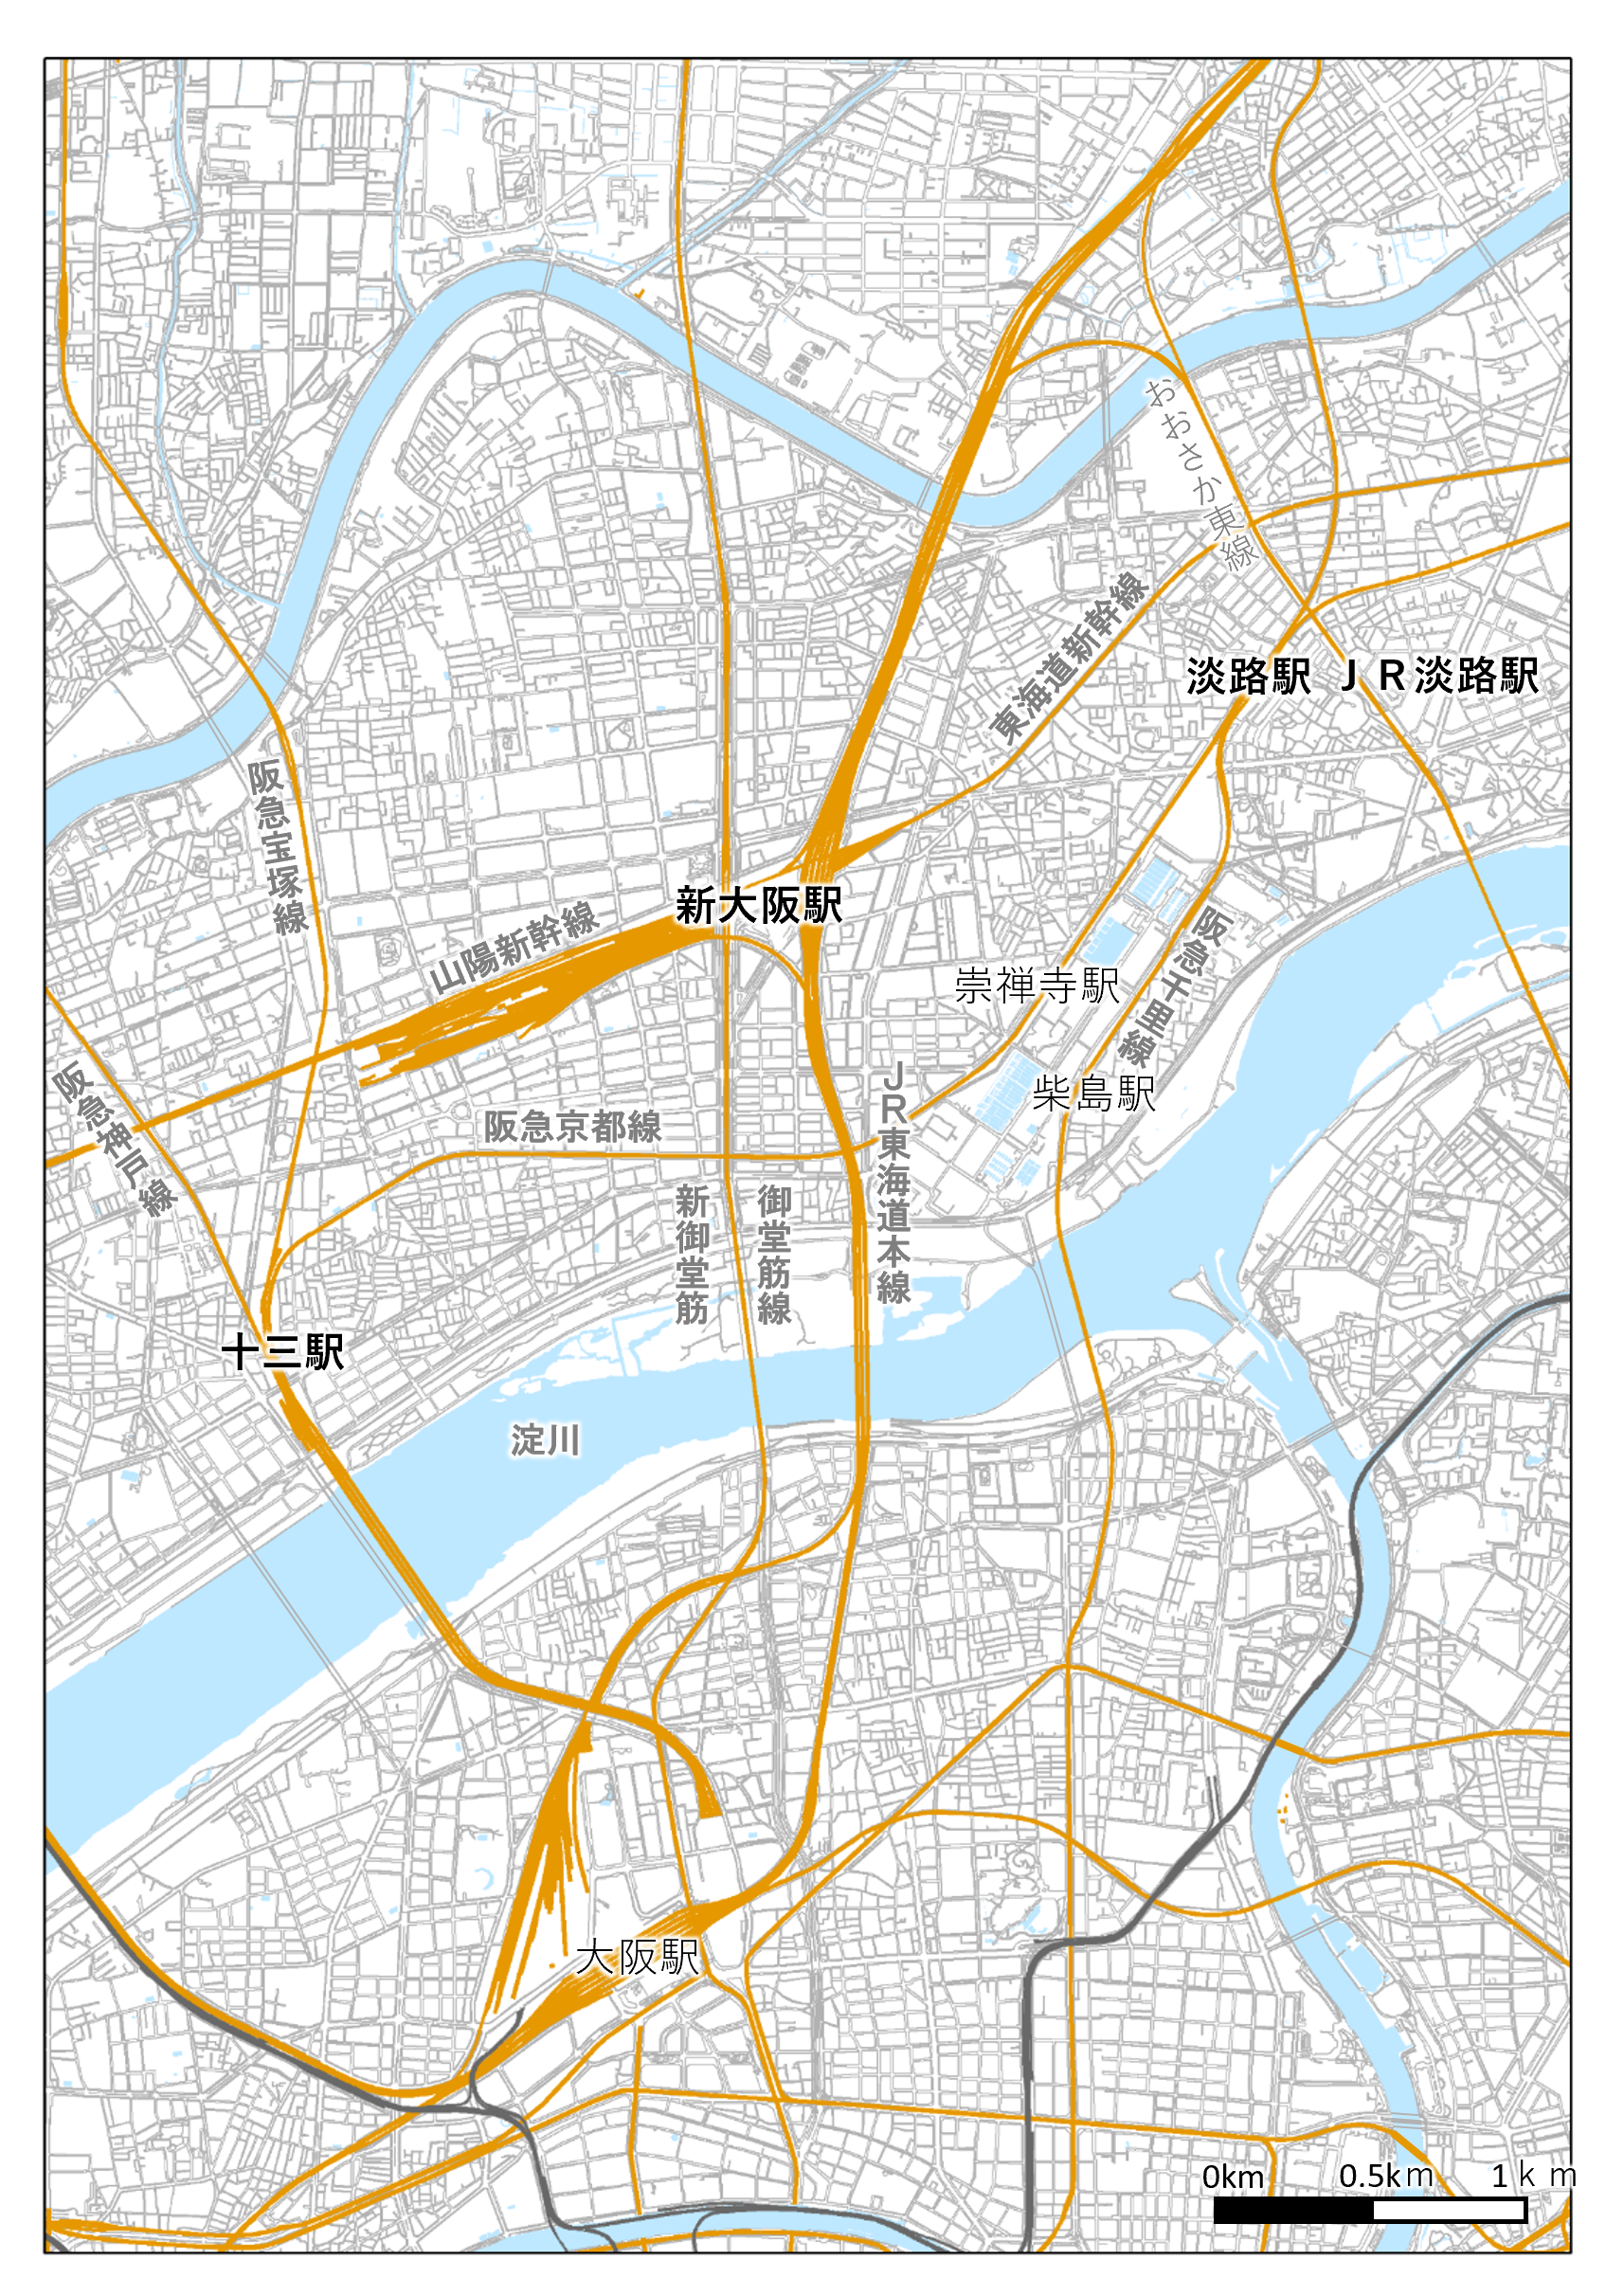 おおさか東線
東海道新幹線
淡路駅
ＪＲ淡路駅
阪急宝塚線
新大阪駅
山陽新幹線
阪急千里線
崇禅寺駅
阪急神戸線
柴島駅
ＪＲ東海道本線
阪急京都線
新御堂筋
御堂筋線
十三駅
淀川
大阪駅
0km 0.5kｍ 1ｋｍ